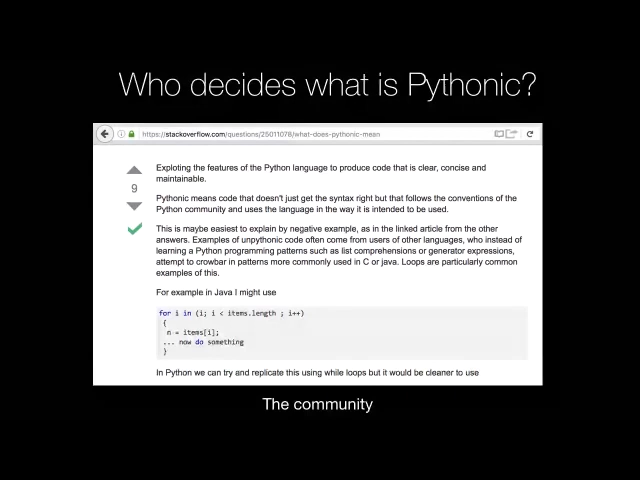 Who decides what is Pythonic?
https://stackoverflow.com/questions/25011078/what-does-pythonic-mean
Exploting the features of the Python language to produce code that is clear, concise and
maintainable.
9
Pythonic means code that doesn't just get the syntax right but that follows the conventions of the
Python community and uses the language in the way it is intended to be used.
This is maybe easiest to explain by negative example, as in the linked article from the other
answers. Examples of unpythonic code often come from users of other languages, who instead of
learning a Python programming patterns such as list comprehensions or generator expressions,
attempt to crowbar in patterns more commonly used in C or java. Loops are particularly common
examples of this.
For example in Java I might use
for i in (i; i < items.length ; i++)
{
n = items[i];
... now do something
}
In Python we can try and replicate this using while loops but it would be cleaner to use
The community